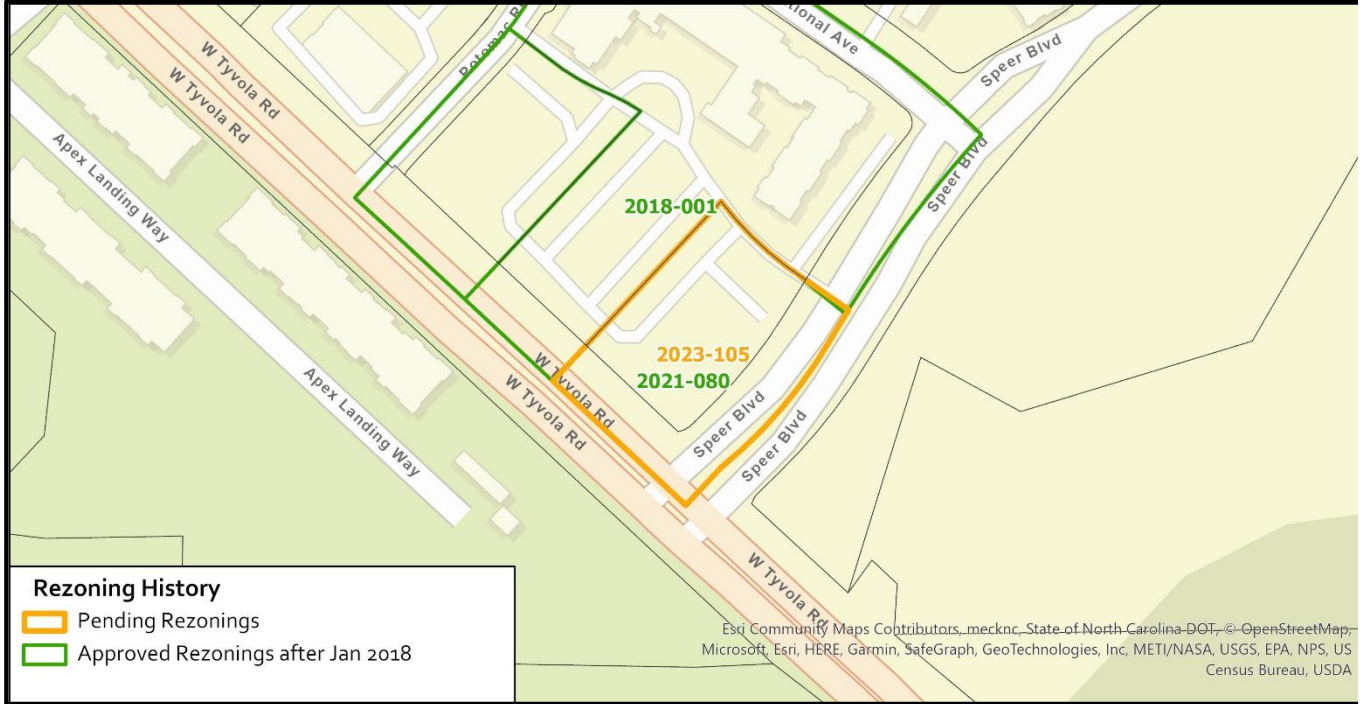 W Tyvola Rd
W Tyvola Rd
Potomac R
tional Ave
Speer Blvd
Speer Blvd
Apex Landing Way
2018-001
2023-105
2021-080
W Tyvola Rd
W Tyvola Rd
Speer Blvd
Speer Blvd
Apex Landing Way
W Tyvola Rd
Rezoning History
Pending Rezonings
Approved Rezonings after Jan 2018
Esri Community Maps Contributors, mecknc, State of North Carolina DOT, © OpenStreetMap,
Microsoft, Esri, HERE, Garmin, SafeGraph, GeoTechnologies, Inc, METI/NASA, USGS, EPA, NPS, US
Census Bureau, USDA